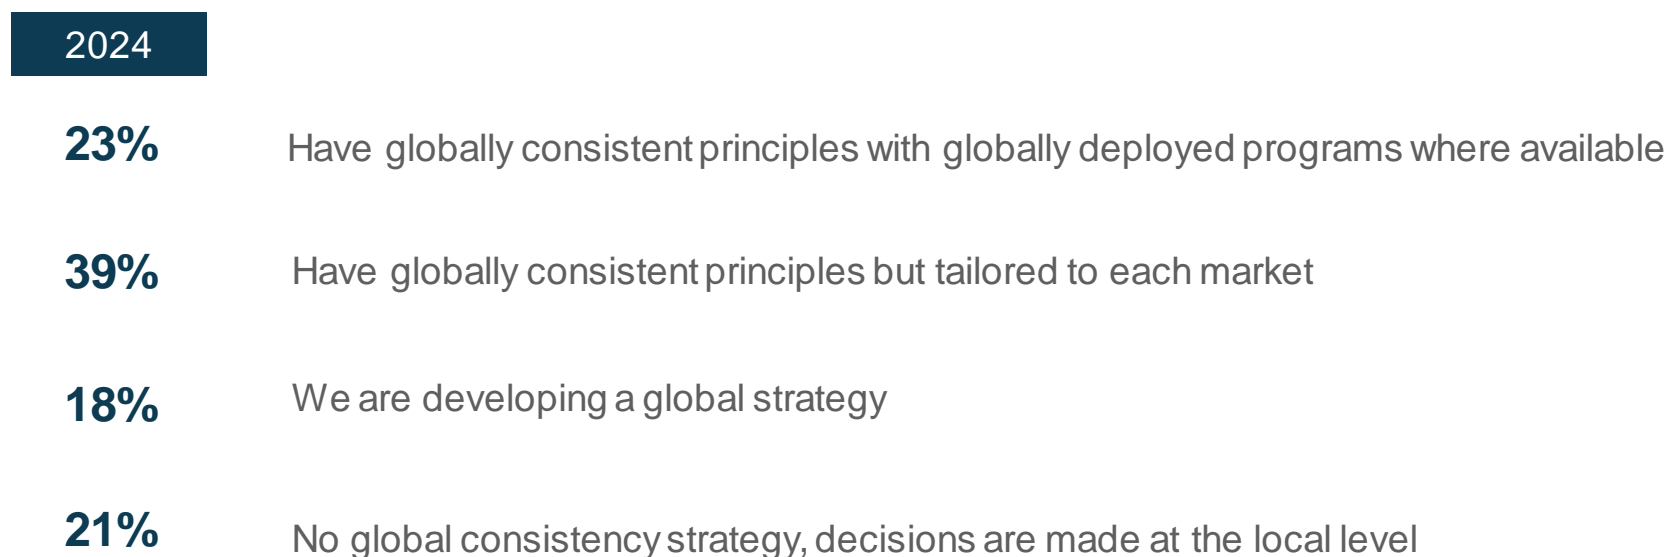 2024
23% Have globally consistent principles with globally deployed programs where available
39% Have globally consistent principles but tailored to each market
18% We are developing a global strategy
21% No global consistency strategy, decisions are made at the local level